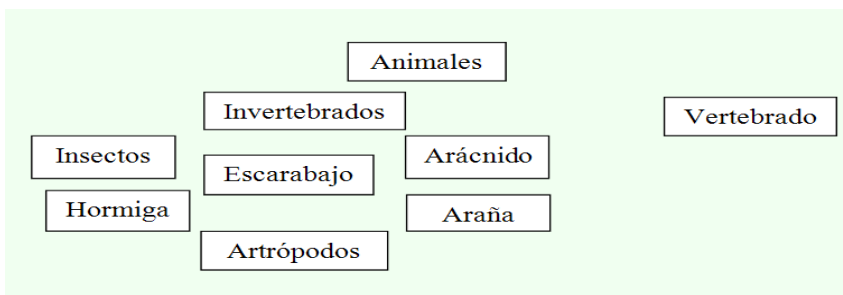 Animales
Invertebrados
Vertebrado
Insectos
Arácnido
Escarabajo
Hormiga
Araña
Artrópodos